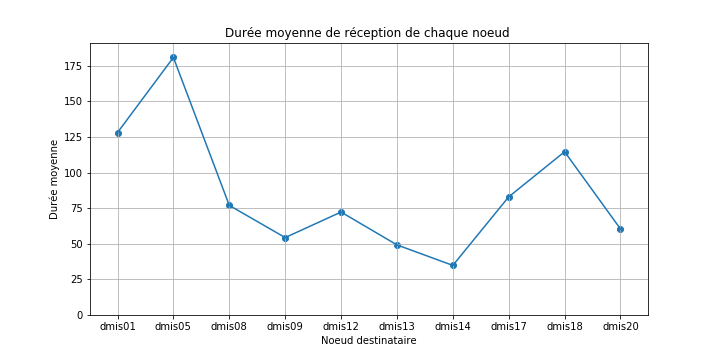 Durée moyenne de réception de chaque noeud
Durée moyenne
175
150
125
100
75
50
25
0
dmis01 dmis05 dmis08 dmis09 dmis12 dmis13 dmis14 dmis17 dmis18 dmis20
Noeud destinataire